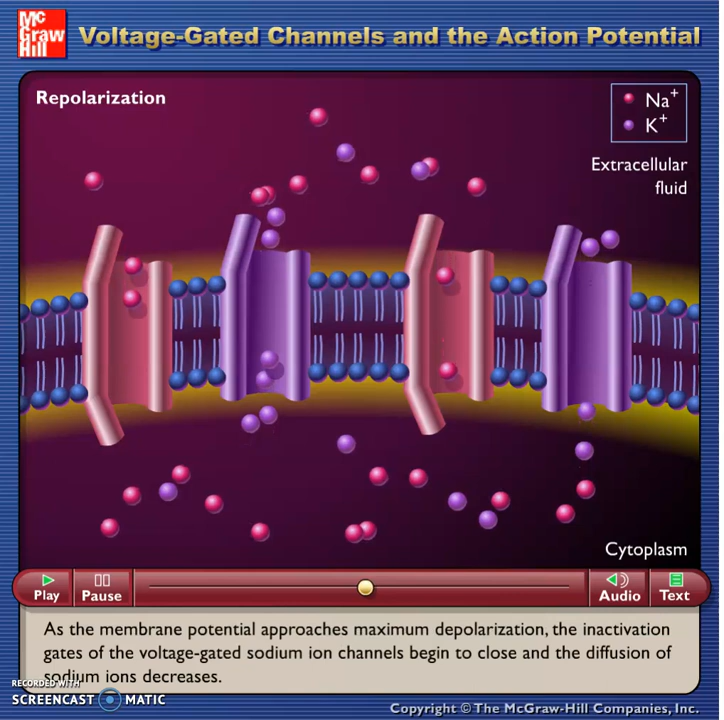 Mc
Graw
Hill
Voltage-Gated Channels and the Action Potential
Repolarization
Na+
K+
Extracellular
fluid
Cytoplasm
Play
Pause
Audio
Text
As the membrane potential approaches maximum depolarization, the inactivation
gates of the voltage-gated sodium ion channels begin to close and the diffusion of
sodium ions decreases.
RECORDED WITH
SCREENCAST MATIC
Copyright © The McGraw-Hill Companies, Inc.